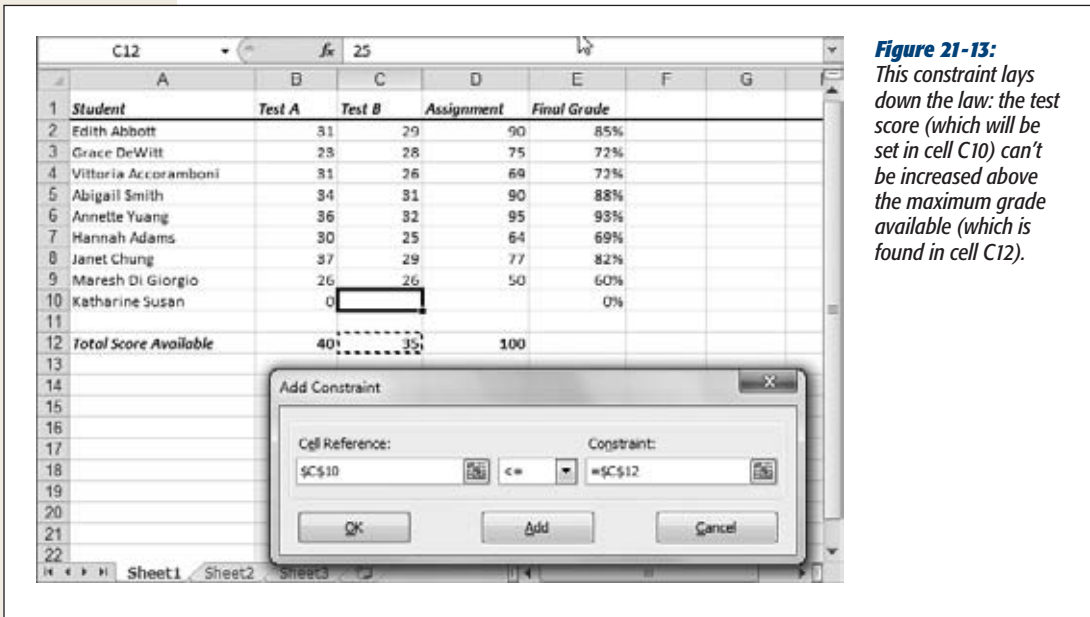 C12 fx 25
A B C D E F G
1 Student Test A Test B Assignment Final Grade
2 Edith Abbott 31 29 90 85%
3 Grace DeWitt 23 28 75 72%
4 Vittoria Accoramboni 31 26 69 72%
5 Abigail Smith 34 31 90 88%
6 Annette Yuang 36 32 95 93%
7 Hannah Adams 30 25 64 69%
8 Janet Chung 37 29 77 82%
9 Maresh Di Giorgio 26 26 50 60%
10 Katharine Susan 0 0%
11
12 Total Score Available 40 35 100
13
14
15
16
17
18
19
20
21
22
Add Constraint
Cell Reference: Constraint:
$C$10 <= =$C$12
OK Add Cancel
Sheet1 Sheet2 Sheet3
Figure 21-13:
This constraint lays
down the law: the test
score (which will be
set in cell C10) can't
be increased above
the maximum grade
available (which is
found in cell C12).